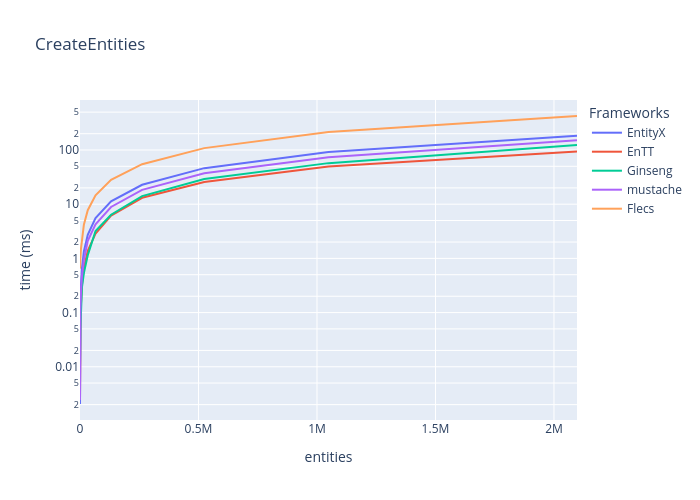 CreateEntities
Frameworks
EntityX
EnTT
Ginseng
mustache
Flecs
time (ms)
5
2
100
5
2
10
5
2
1
5
2
0.1
5
2
0.01
5
2
0
0.5M
1M
1.5M
2M
entities